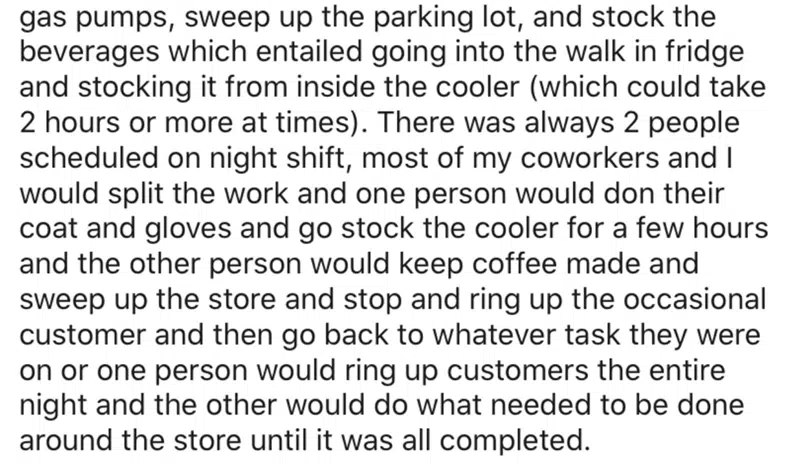 gas pumps, sweep up the parking lot, and stock the
beverages which entailed going into the walk in fridge
and stocking it from inside the cooler (which could take
2 hours or more at times). There was always 2 people
scheduled on night shift, most of my coworkers and I
would split the work and one person would don their
coat and gloves and go stock the cooler for a few hours
and the other person would keep coffee made and
sweep up the store and stop and ring up the occasional
customer and then go back to whatever task they were
on or one person would ring up customers the entire
night and the other would do what needed to be done
around the store until it was all completed.